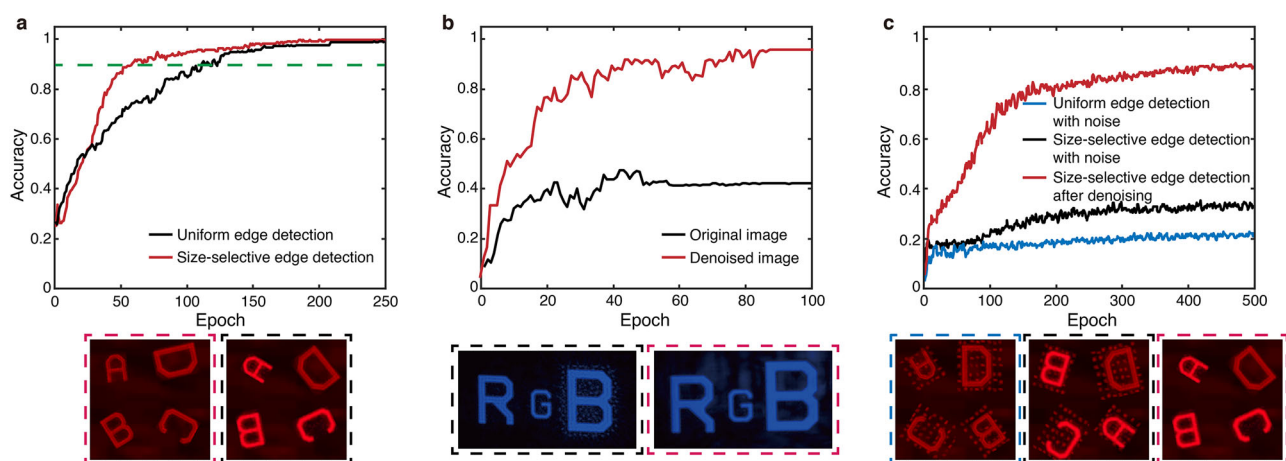 a
1
0.8
0.6
0.4
0.2
0
Accuracy
Uniform edge detection
Size-selective edge detection
0 50 100 150 200 250
Epoch
A D
B C
A D
B C
b
1
0.8
0.6
0.4
0.2
0
Accuracy
Original image
Denoised image
0 20 40 60 80 100
Epoch
R G B
R G B
c
1
0.8
0.6
0.4
0.2
0
Accuracy
Uniform edge detection
with noise
Size-selective edge detection
with noise
Size-selective edge detection
after denoising
0 100 200 300 400 500
Epoch
A D
C B
B D
C A
A D
B C